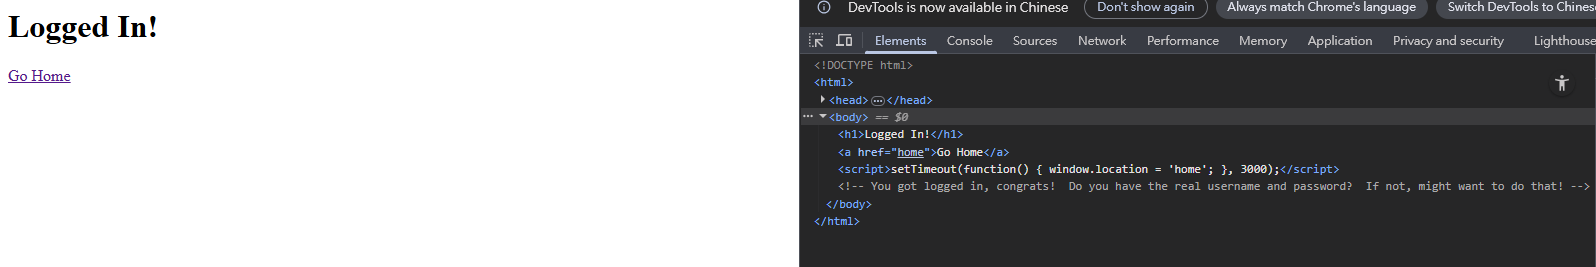 Logged In!
Go Home
DevTools is now available in Chinese Don't show again Always match Chrome's language Switch DevTools to Chinese
Elements Console Sources Network Performance Memory Application Privacy and security Lighthouse
<!DOCTYPE html>
<html>
<head>…</head>
… <body> == $0
<h1>Logged In!</h1>
<a href="home">Go Home</a>
<script>setTimeout(function() { window.location = 'home'; }, 3000);</script>
<!-- You got logged in, congrats!  Do you have the real username and password?  If not, might want to do that! -->
</body>
</html>